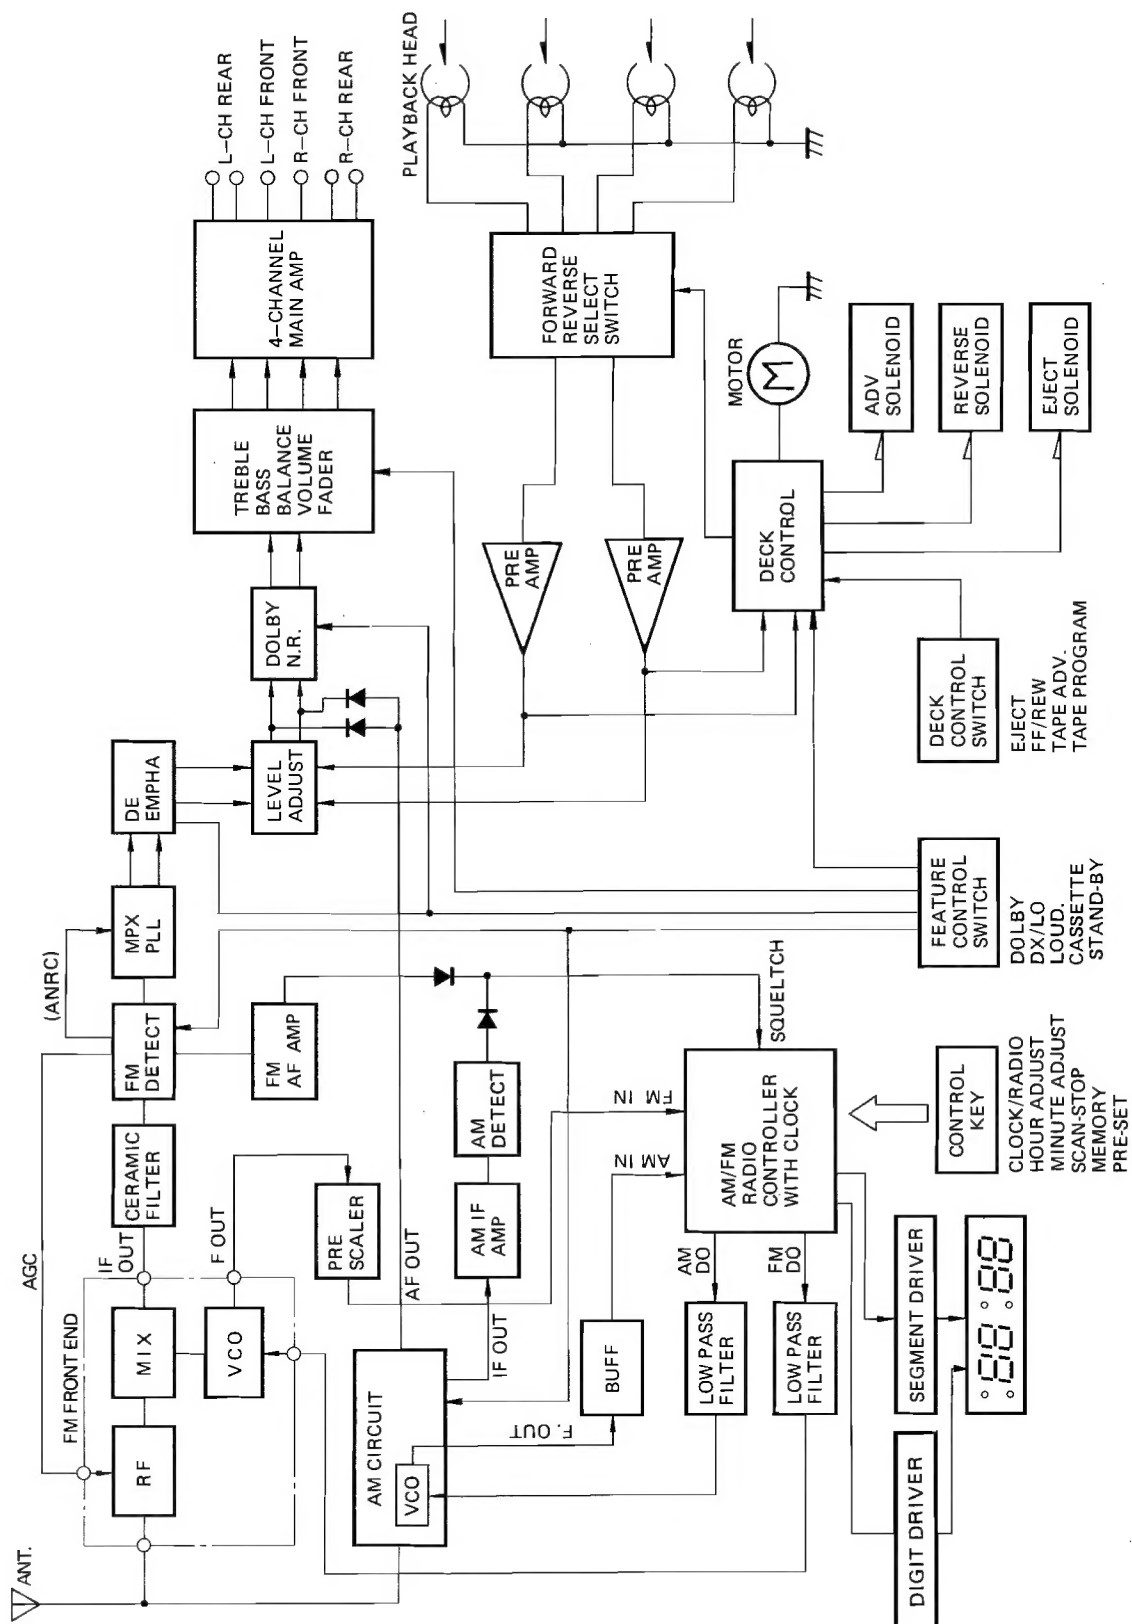 ANT.
AGC
FM FRONT END
RF
MIX
VCO
IF
OUT
F OUT
CERAMIC
FILTER
FM
DETECT
(ANRC)
MPX
PLL
DE
EMPHA
FM
AF AMP
LEVEL
ADJUST
DOLBY
N.R.
TREBLE
BASS
BALANCE
VOLUME
FADER
4-CHANNEL
MAIN AMP
L-CH REAR
L-CH FRONT
R-CH FRONT
R-CH REAR
PRE
SCALER
AF OUT
AM CIRCUIT
VCO
IF OUT
F. OUT
AM IF
AMP
AM
DETECT
BUFF
AM IN
FM IN
SQUELTCH
AM/FM
RADIO
CONTROLLER
WITH CLOCK
AM
DO
FM
DO
LOW PASS
FILTER
LOW PASS
FILTER
DIGIT DRIVER
SEGMENT DRIVER
88:88
CONTROL
KEY
CLOCK/RADIO
HOUR ADJUST
MINUTE ADJUST
SCAN-STOP
MEMORY
PRE-SET
FEATURE
CONTROL
SWITCH
DOLBY
DX/LO
LOUD.
CASSETTE
STAND-BY
DECK
CONTROL
SWITCH
EJECT
FF/REW
TAPE ADV.
TAPE PROGRAM
PRE
AMP
PRE
AMP
DECK
CONTROL
MOTOR
M
FORWARD
REVERSE
SELECT
SWITCH
PLAYBACK HEAD
ADV
SOLENOID
REVERSE
SOLENOID
EJECT
SOLENOID